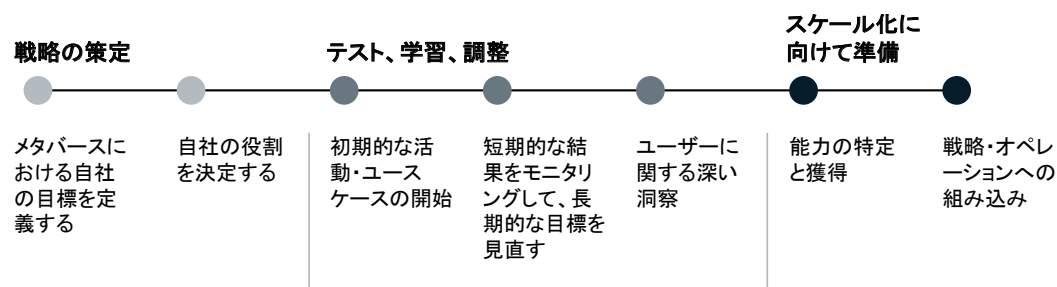 戦略の策定
メタバースに
おける自社
の目標を定
義する
自社の役割
を決定する
テスト、学習、調整
初期的な活
動・ユース
ケースの開始
短期的な結
果をモニタリ
ングして、長
期的な目標を
見直す
ユーザーに
関する深い
洞察
スケール化に
向けて準備
能力の特定
と獲得
戦略・オペレ
ーションへの
組み込み